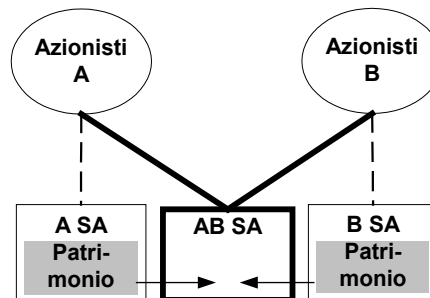 Azionisti
A
Azionisti
B
A SA
Patri-
monio
AB SA
B SA
Patri-
monio